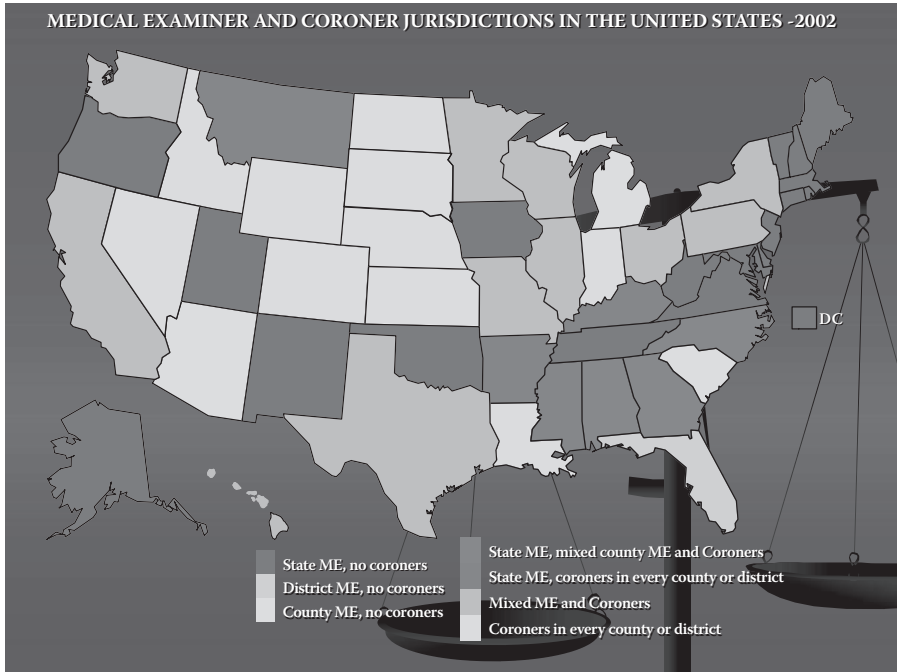 MEDICAL EXAMINER AND CORONER JURISDICTIONS IN THE UNITED STATES -2002
DC
State ME, no coroners
District ME, no coroners
County ME, no coroners
State ME, mixed county ME and Coroners
State ME, coroners in every county or district
Mixed ME and Coroners
Coroners in every county or district